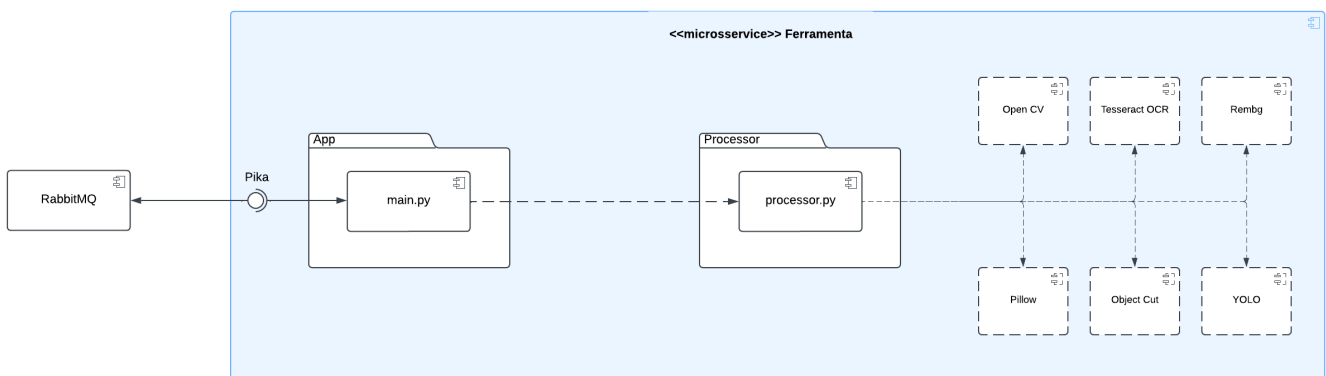 <<microsservice>> Ferramenta
Open CV
Tesseract OCR
Rembg
App
Processor
Pika
RabbitMQ
main.py
processor.py
Pillow
Object Cut
YOLO